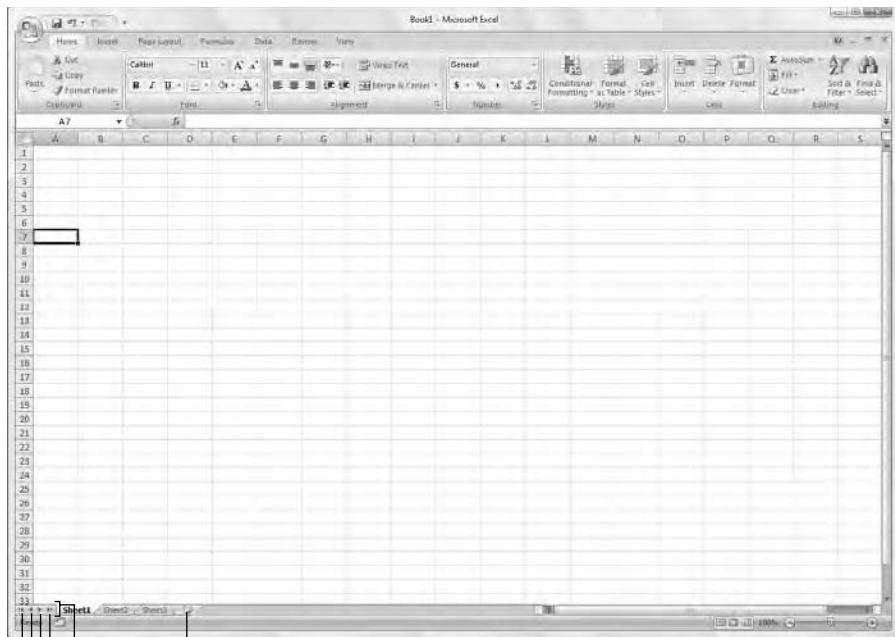 Book1 - Microsoft Excel
Home Insert Page Layout Formulas Data Review View
Cut
Copy
Paste
Format Painter
Clipboard
Calibri 11 A A
B I U A
Font
Wrap Text
Merge & Center
Alignment
General
$ % ,
Number
Conditional Formatting
Format as Table
Cell Styles
Styles
Insert Delete Format
Cells
Σ AutoSum
Fill
Clear
Sort & Filter
Find & Select
Editing
A7 fx
A B C D E F G H I J K L M N O P Q R S
1
2
3
4
5
6
7
8
9
10
11
12
13
14
15
16
17
18
19
20
21
22
23
24
25
26
27
28
29
30
31
32
33
Sheet1 Sheet2 Sheet3
Ready 100%